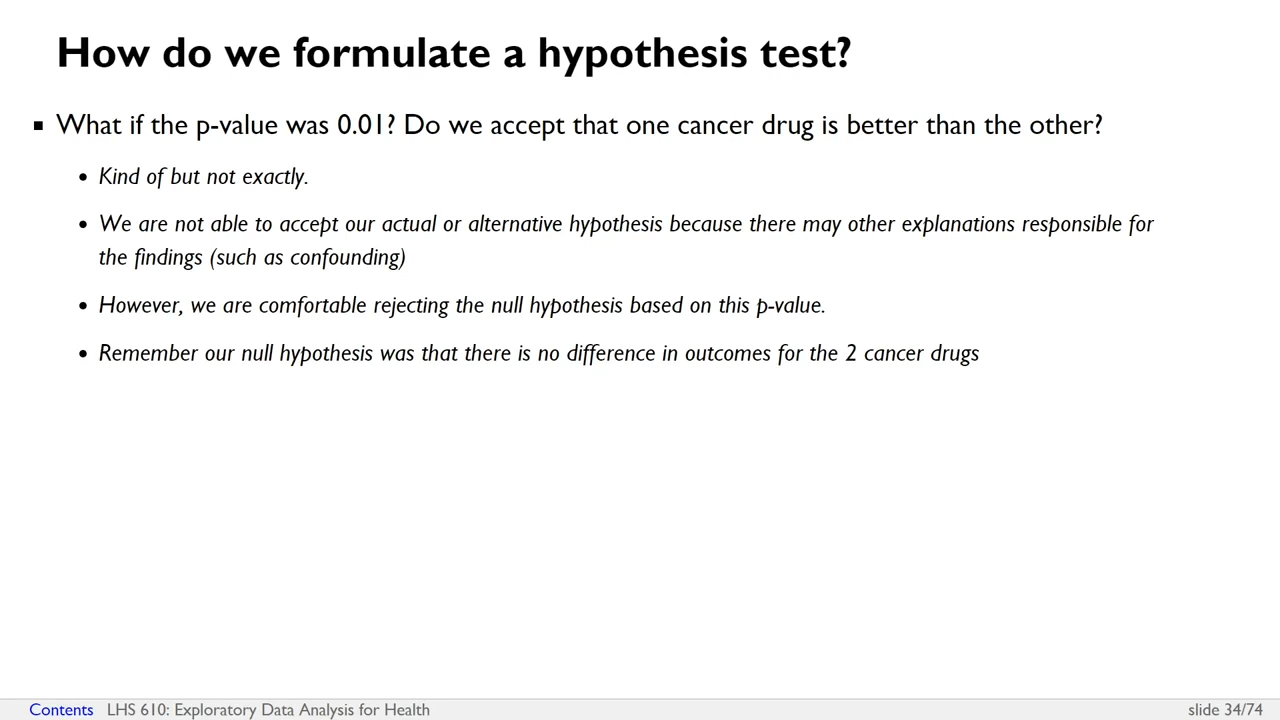 How do we formulate a hypothesis test?
What if the p-value was 0.01? Do we accept that one cancer drug is better than the other?
Kind of but not exactly.
We are not able to accept our actual or alternative hypothesis because there may other explanations responsible for
the findings (such as confounding)
However, we are comfortable rejecting the null hypothesis based on this p-value.
Remember our null hypothesis was that there is no difference in outcomes for the 2 cancer drugs
Contents LHS 610: Exploratory Data Analysis for Health slide 34/74